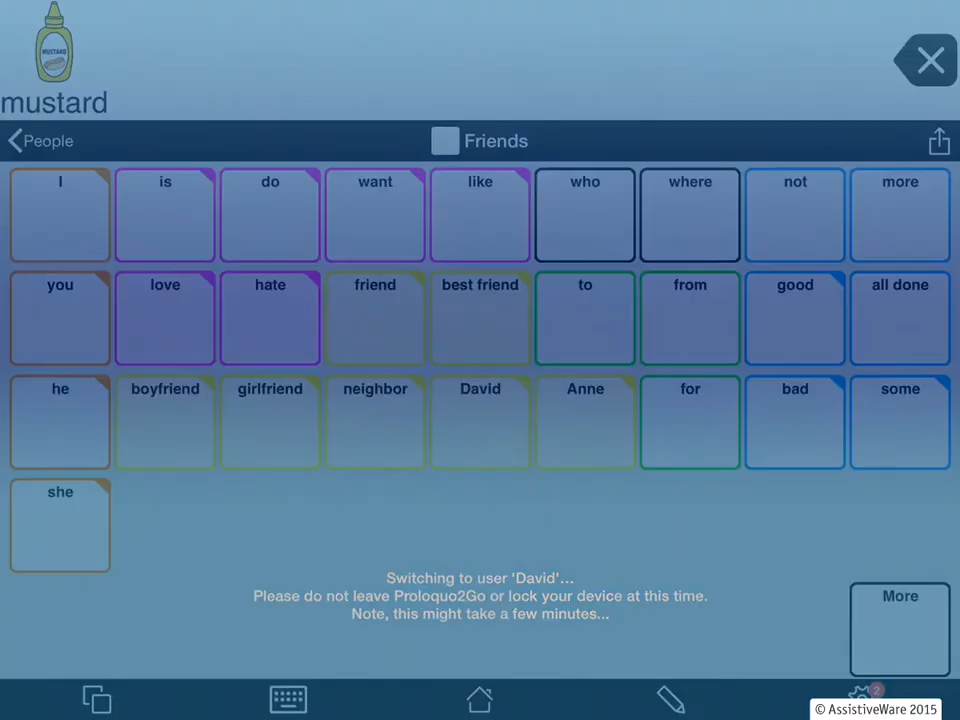 MUSTARD
mustard
People
Friends
I is do want like who where not more
you love hate friend best friend to from good all done
he boyfriend girlfriend neighbor David Anne for bad some
she
Switching to user 'David'...
Please do not leave Proloquo2Go or lock your device at this time.
Note, this might take a few minutes...
More
2
© AssistiveWare 2015